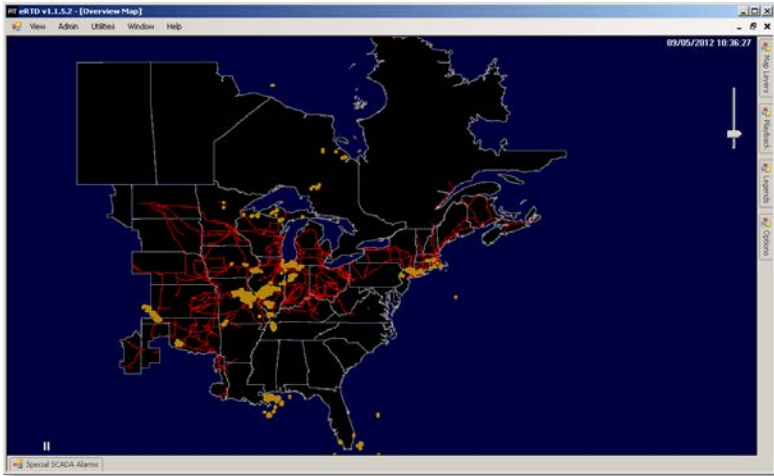 RT eRTD v1.1.5.2 - [Overview Map]
View Admin Utilities Window Help
09/05/2012 10:36:27
Map Layers
Playback
Legends
Options
Special SCADA Alarms